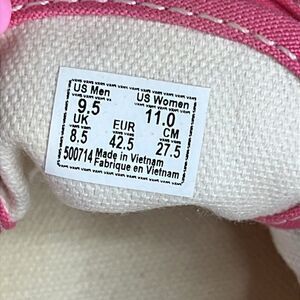 US Men US Women
9.5 11.0
UK EUR CM
8.5 42.5 27.5
500714 Made in Vietnam
Fabrique en Vietnam